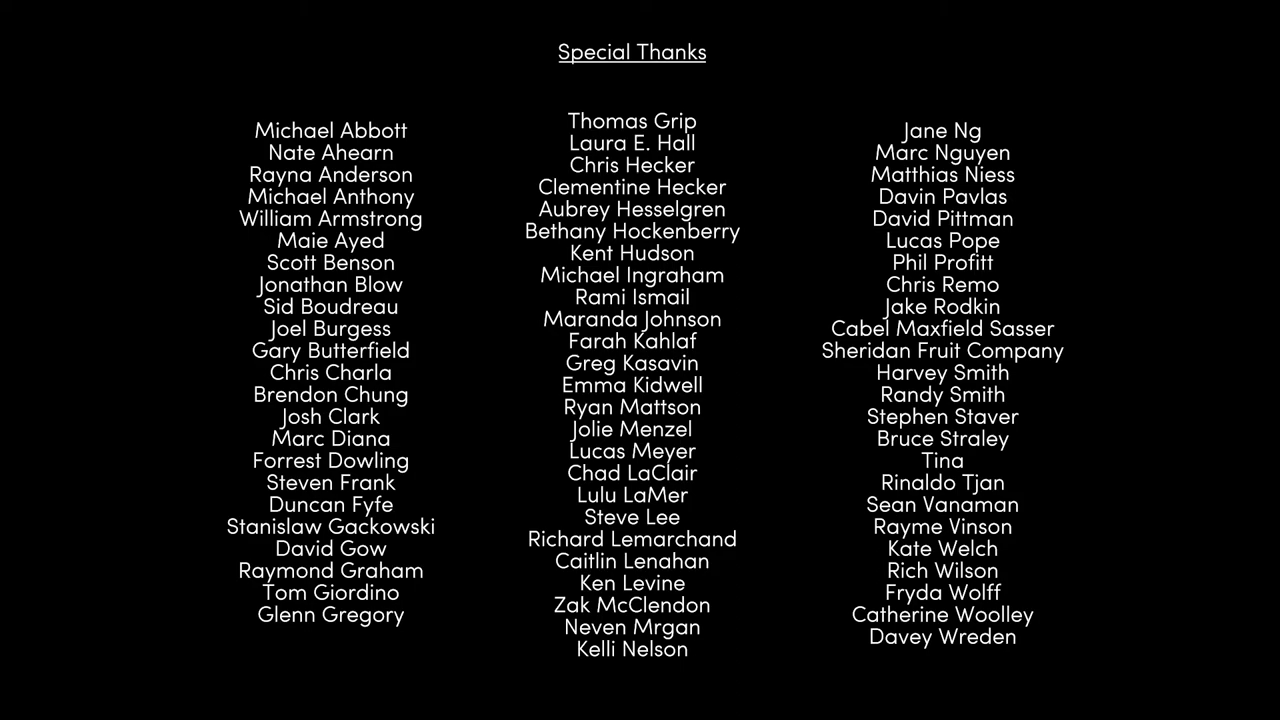 Special Thanks
Michael Abbott
Nate Ahearn
Rayna Anderson
Michael Anthony
William Armstrong
Maie Ayed
Scott Benson
Jonathan Blow
Sid Boudreau
Joel Burgess
Gary Butterfield
Chris Charla
Brendon Chung
Josh Clark
Marc Diana
Forrest Dowling
Steven Frank
Duncan Fyfe
Stanislaw Gackowski
David Gow
Raymond Graham
Tom Giordino
Glenn Gregory
Thomas Grip
Laura E. Hall
Chris Hecker
Clementine Hecker
Aubrey Hesselgren
Bethany Hockenberry
Kent Hudson
Michael Ingraham
Rami Ismail
Maranda Johnson
Farah Kahlaf
Greg Kasavin
Emma Kidwell
Ryan Mattson
Jolie Menzel
Lucas Meyer
Chad LaClair
Lulu LaMer
Steve Lee
Richard Lemarchand
Caitlin Lenahan
Ken Levine
Zak McClendon
Neven Mrgan
Kelli Nelson
Jane Ng
Marc Nguyen
Matthias Niess
Davin Pavlas
David Pittman
Lucas Pope
Phil Profitt
Chris Remo
Jake Rodkin
Cabel Maxfield Sasser
Sheridan Fruit Company
Harvey Smith
Randy Smith
Stephen Staver
Bruce Straley
Tina
Rinaldo Tjan
Sean Vanaman
Rayme Vinson
Kate Welch
Rich Wilson
Fryda Wolff
Catherine Woolley
Davey Wreden